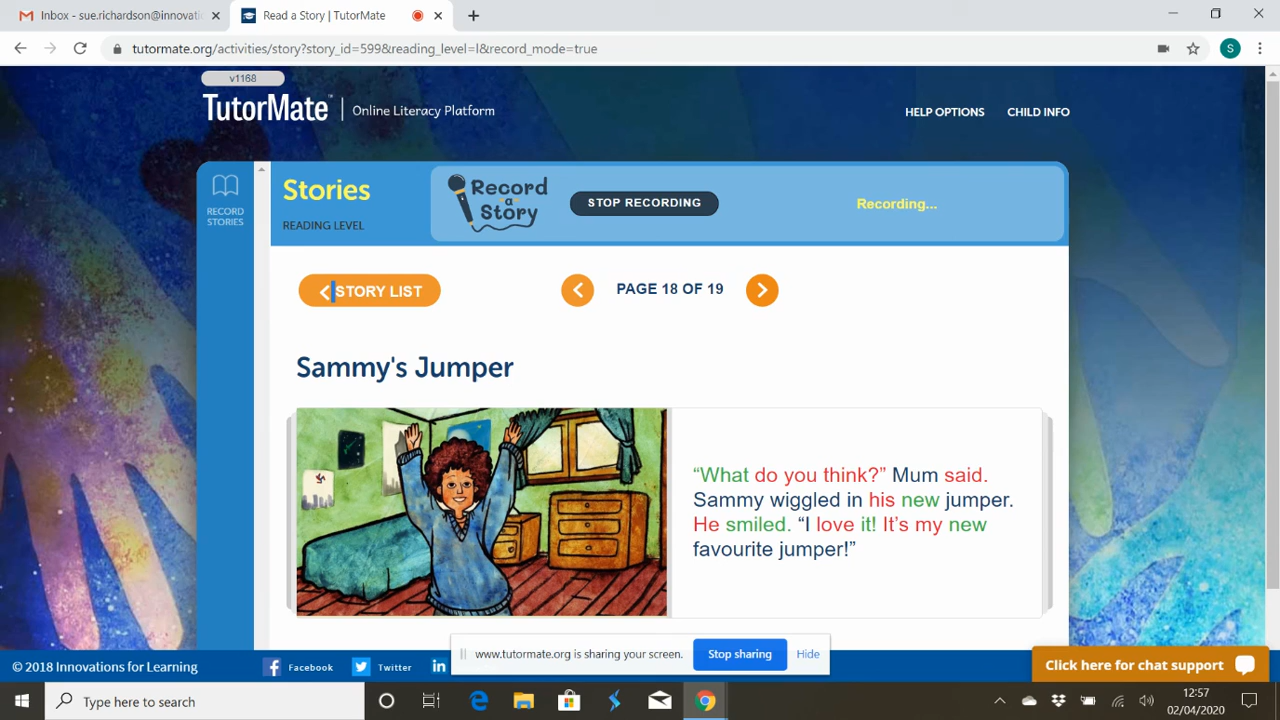 Inbox - sue.richardson@innovati
Read a Story | TutorMate
tutormate.org/activities/story?story_id=599&reading_level=l&record_mode=true
S
v1168
TutorMate
Online Literacy Platform
HELP OPTIONS
CHILD INFO
RECORD
STORIES
Stories
READING LEVEL
Record
a
Story
STOP RECORDING
Recording...
STORY LIST
PAGE 18 OF 19
Sammy's Jumper
“What do you think?” Mum said.
Sammy wiggled in his new jumper.
He smiled. “I love it! It’s my new
favourite jumper!”
www.tutormate.org is sharing your screen.
Stop sharing
Hide
© 2018 Innovations for Learning
Facebook
Twitter
in
Click here for chat support
Type here to search
12:57
02/04/2020